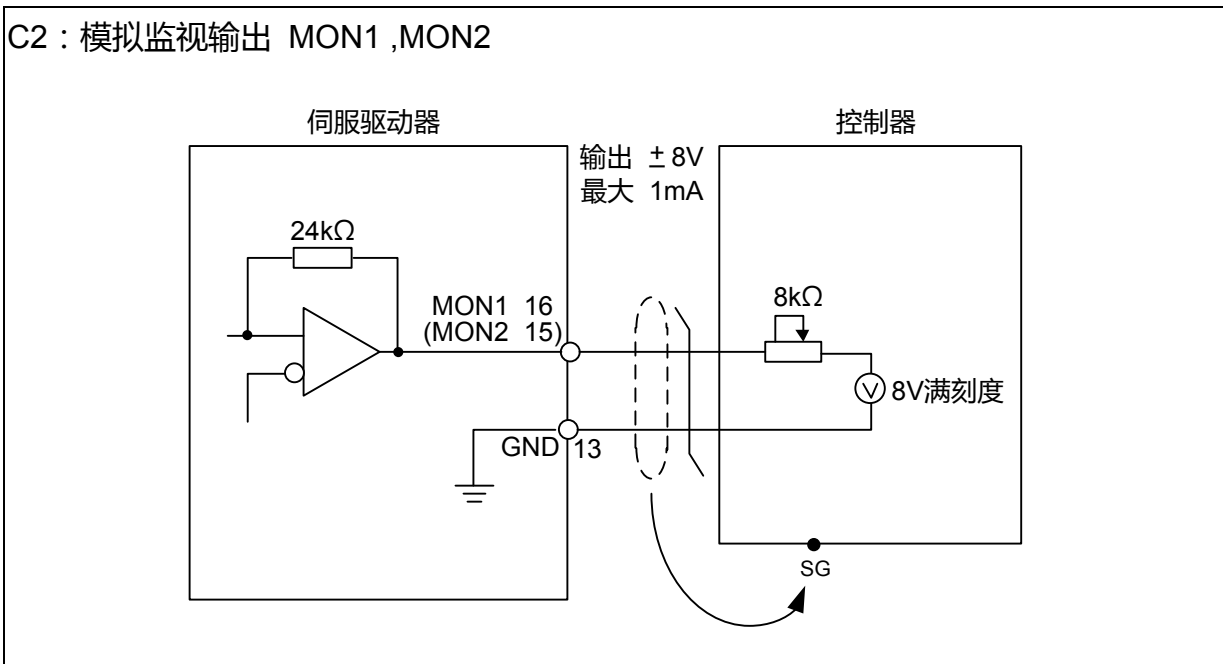 C2：模拟监视输出 MON1 ,MON2
伺服驱动器
控制器
输出 ±8V
最大 1mA
24kΩ
MON1 16
(MON2 15)
8kΩ
V
8V满刻度
GND 13
SG